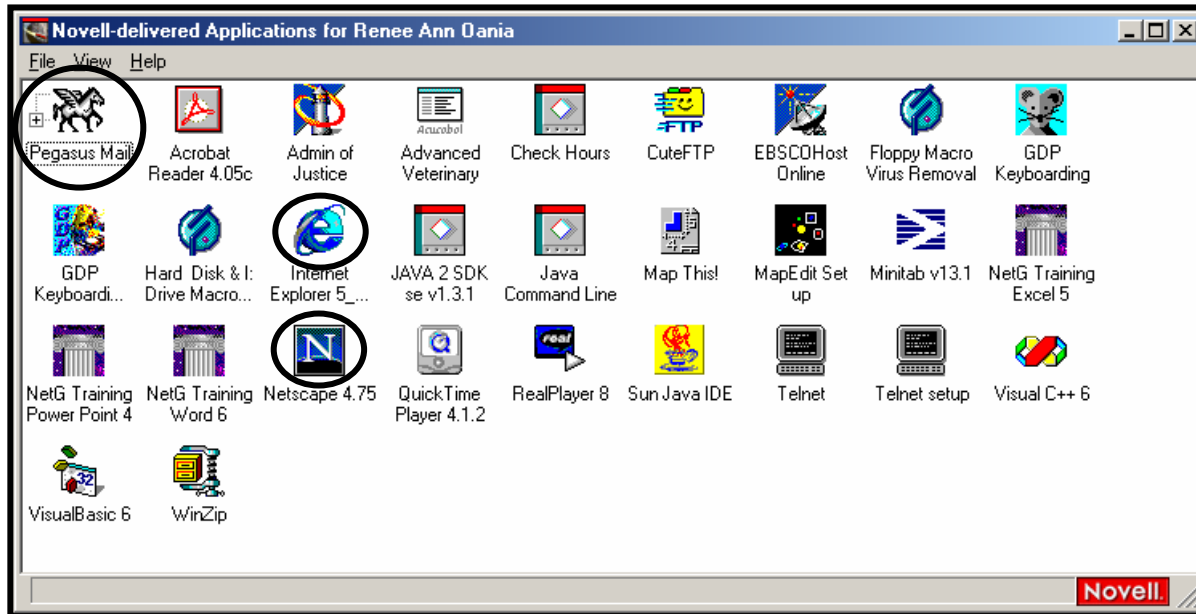 Novell-delivered Applications for Renee Ann Oania
File View Help
Acucobol
FTP
Pegasus Mail
Acrobat
Reader 4.05c
Admin of
Justice
Advanced
Veterinary
Check Hours
CuteFTP
EBSCOHost
Online
Floppy Macro
Virus Removal
GDP
Keyboarding
GDP
GDP
Keyboardi...
Hard Disk & I:
Drive Macro...
Internet
Explorer 5_...
JAVA 2 SDK
se v1.3.1
Java
Command Line
Map This!
MapEdit Set
up
Minitab v13.1
NetG Training
Excel 5
N
real
NetG Training
Power Point 4
NetG Training
Word 6
Netscape 4.75
QuickTime
Player 4.1.2
RealPlayer 8
Sun Java IDE
Telnet
Telnet setup
Visual C++ 6
32
VisualBasic 6
WinZip
Novell.